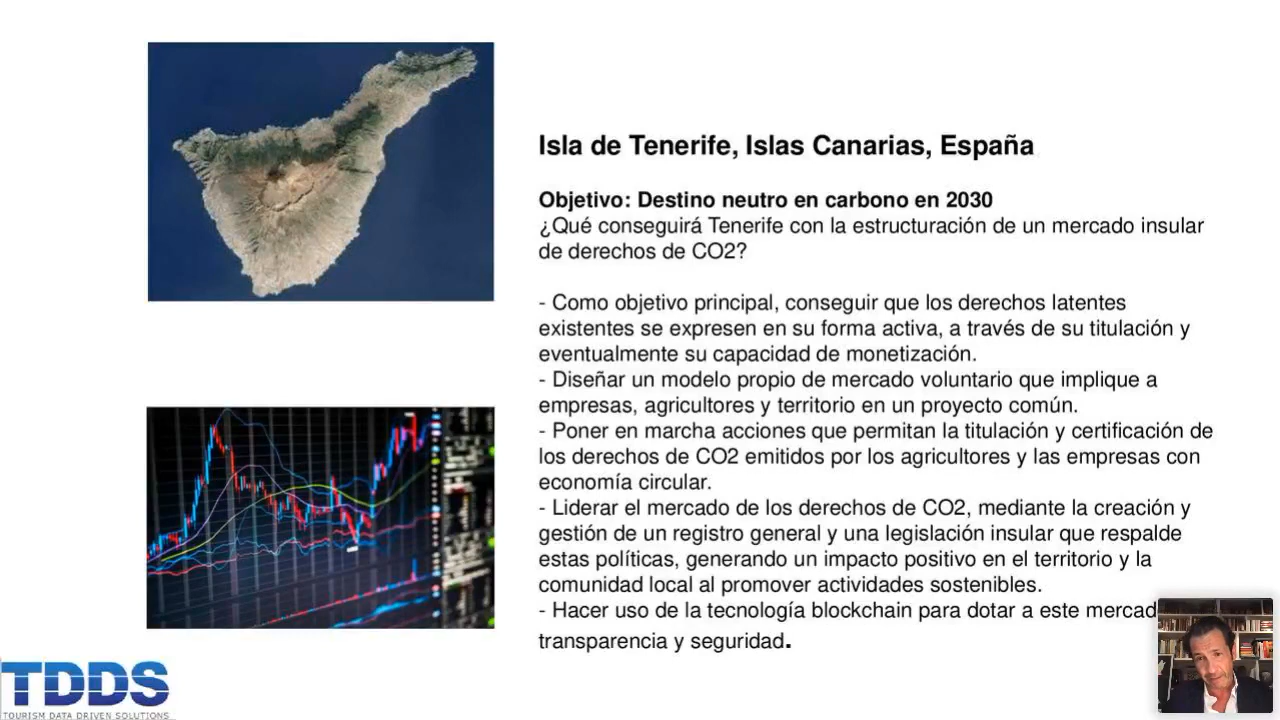 Isla de Tenerife, Islas Canarias, España
Objetivo: Destino neutro en carbono en 2030
¿Qué conseguirá Tenerife con la estructuración de un mercado insular
de derechos de CO2?
- Como objetivo principal, conseguir que los derechos latentes
existentes se expresen en su forma activa, a través de su titulación y
eventualmente su capacidad de monetización.
- Diseñar un modelo propio de mercado voluntario que implique a
empresas, agricultores y territorio en un proyecto común.
- Poner en marcha acciones que permitan la titulación y certificación de
los derechos de CO2 emitidos por los agricultores y las empresas con
economía circular.
- Liderar el mercado de los derechos de CO2, mediante la creación y
gestión de un registro general y una legislación insular que respalde
estas políticas, generando un impacto positivo en el territorio y la
comunidad local al promover actividades sostenibles.
- Hacer uso de la tecnología blockchain para dotar a este mercad
transparencia y seguridad.
TDDS
TOURISM DATA DRIVEN SOLUTIONS